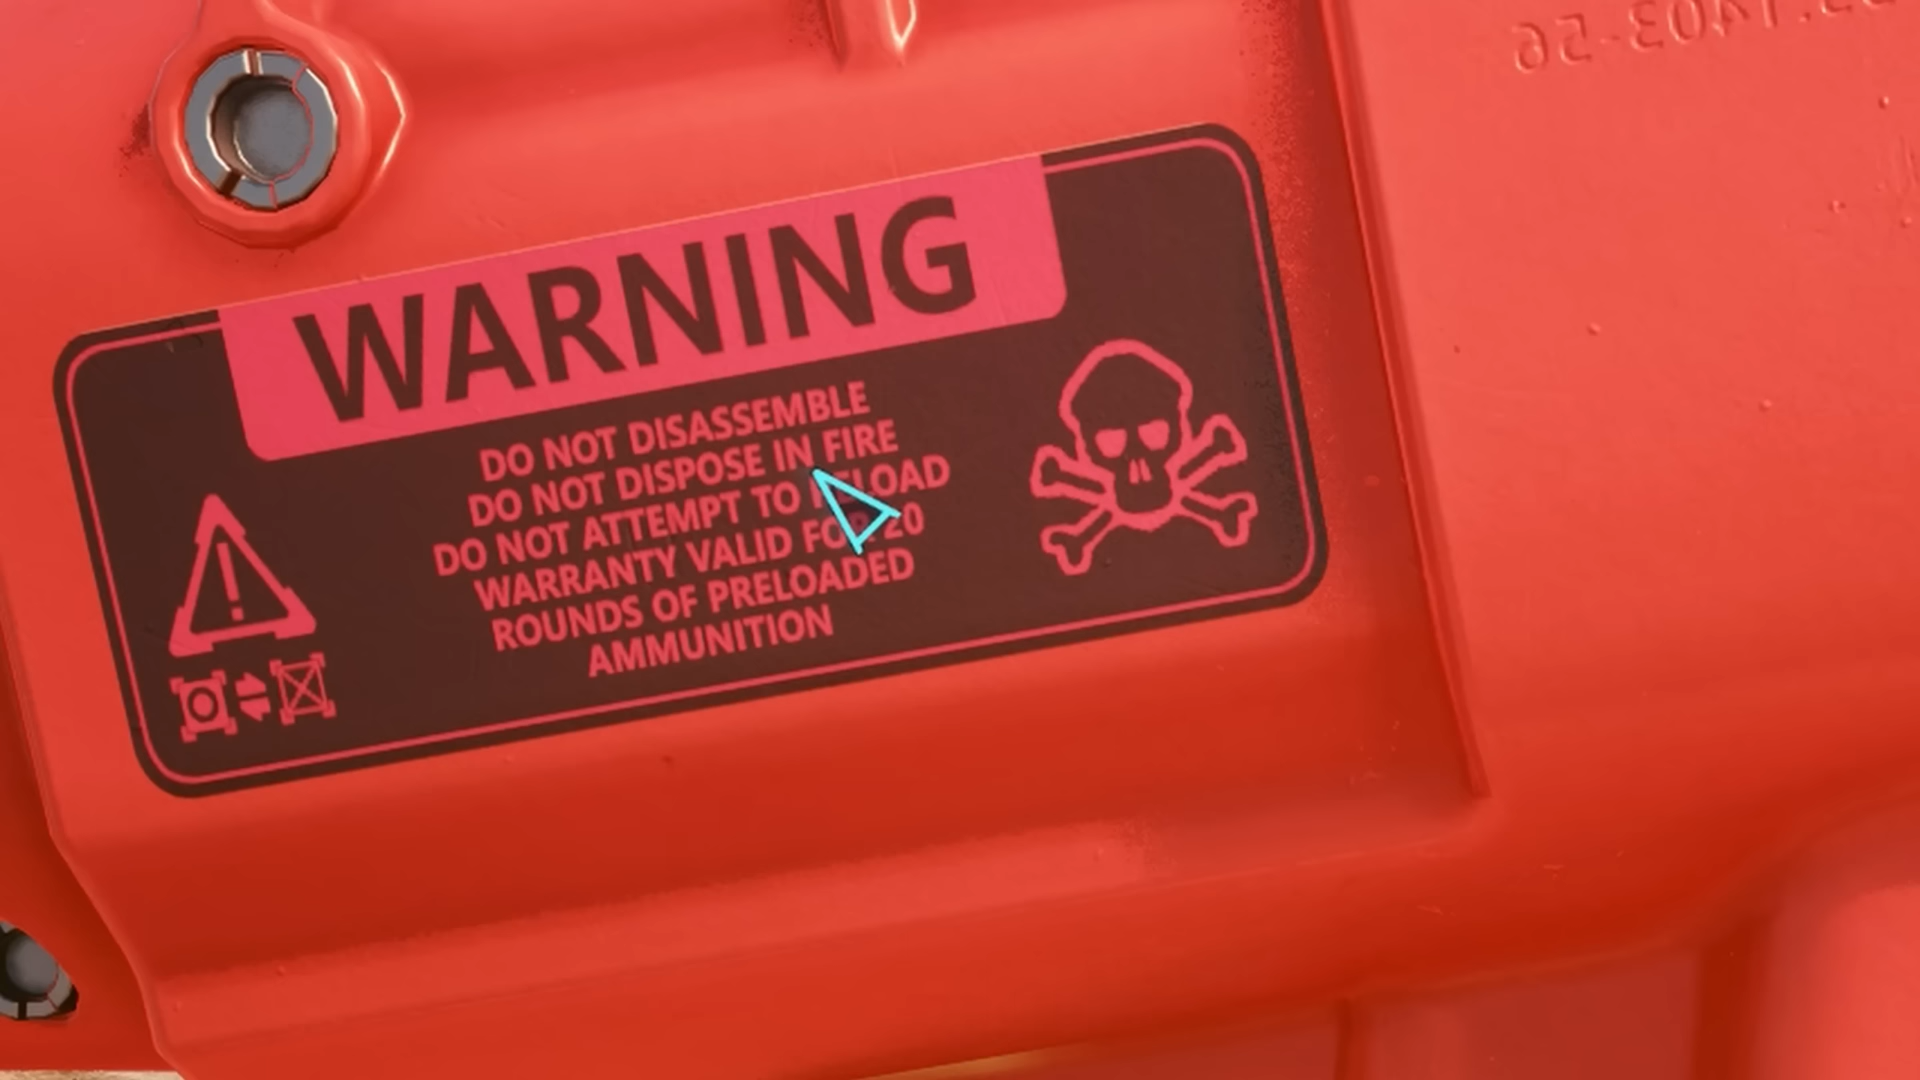 WARNING
DO NOT DISASSEMBLE
DO NOT DISPOSE IN FIRE
DO NOT ATTEMPT TO RELOAD
WARRANTY VALID FOR 20
ROUNDS OF PRELOADED
AMMUNITION